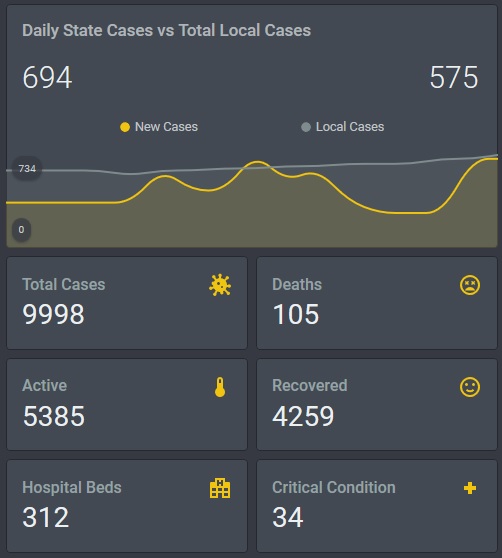 Daily State Cases vs Total Local Cases
694 575
New Cases Local Cases
734
0
Total Cases Deaths
9998 105
Active Recovered
5385 4259
Hospital Beds Critical Condition
312 34